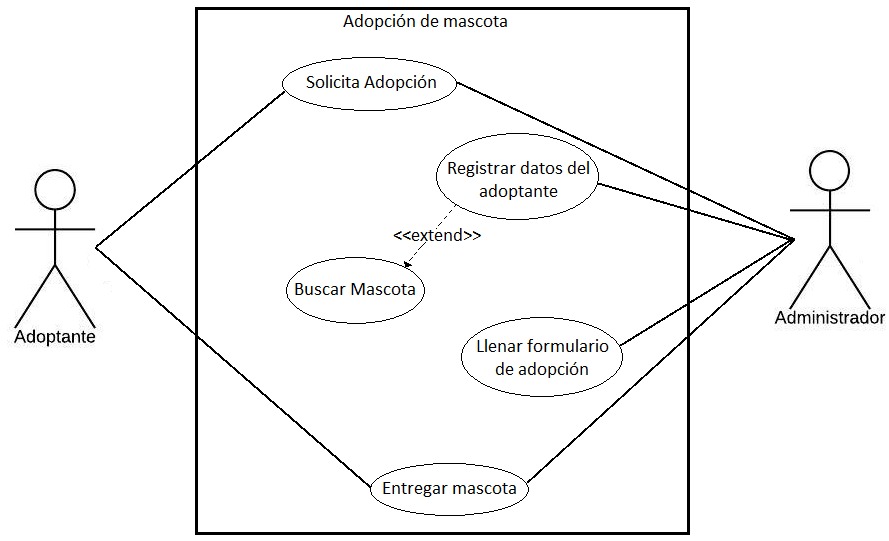 Adopción de mascota
Solicita Adopción
Registrar datos del
adoptante
<<extend>>
Buscar Mascota
Adoptante
Administrador
Llenar formulario
de adopción
Entregar mascota